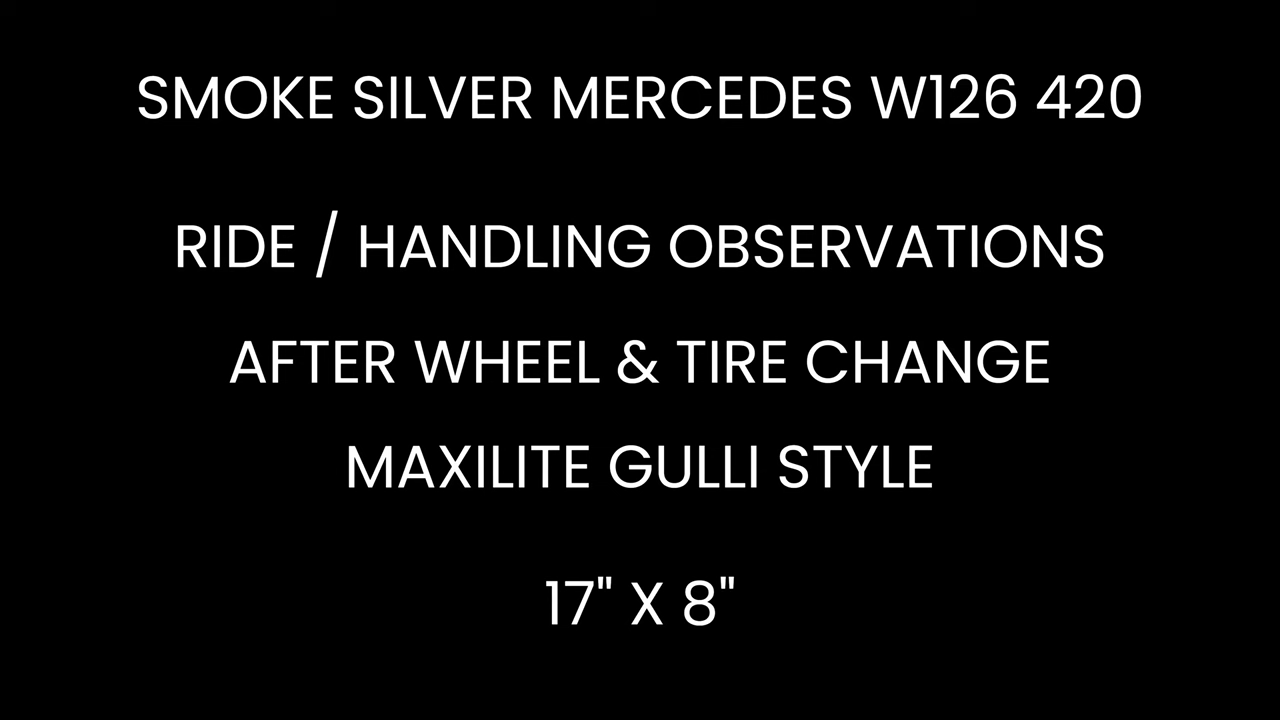 SMOKE SILVER MERCEDES W126 420
RIDE / HANDLING OBSERVATIONS
AFTER WHEEL & TIRE CHANGE
MAXILITE GULLI STYLE
17" X 8"